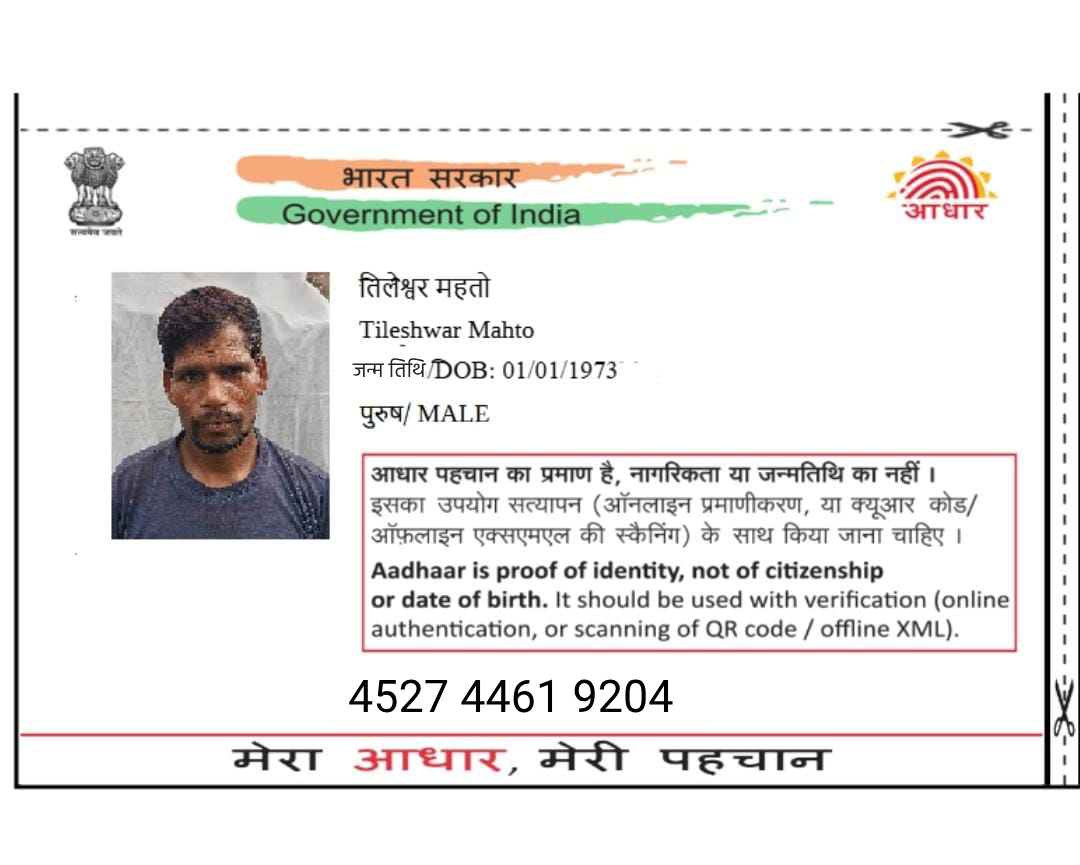 भारत सरकार
Government of India
सत्यमेव जयते
आधार
तिलेश्वर महतो
Tileshwar Mahto
जन्म तिथि/DOB: 01/01/1973
पुरुष/ MALE
आधार पहचान का प्रमाण है, नागरिकता या जन्मतिथि का नहीं ।
इसका उपयोग सत्यापन (ऑनलाइन प्रमाणीकरण, या क्यूआर कोड/
ऑफ़लाइन एक्सएमएल की स्कैनिंग) के साथ किया जाना चाहिए ।
Aadhaar is proof of identity, not of citizenship
or date of birth. It should be used with verification (online
authentication, or scanning of QR code / offline XML).
4527 4461 9204
मेरा आधार, मेरी पहचान